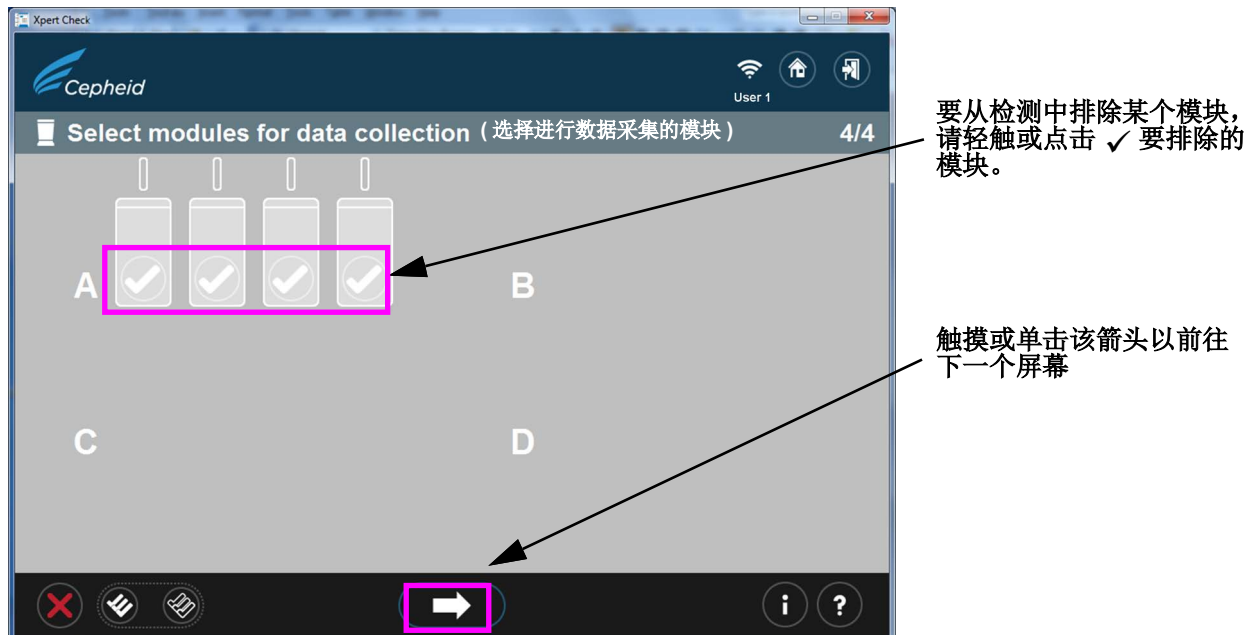 Xpert Check
Cepheid
User 1
Select modules for data collection（选择进行数据采集的模块） 4/4
A
B
C
D
i ?
要从检测中排除某个模块，
请轻触或点击 ✓ 要排除的
模块。
触摸或单击该箭头以前往
下一个屏幕